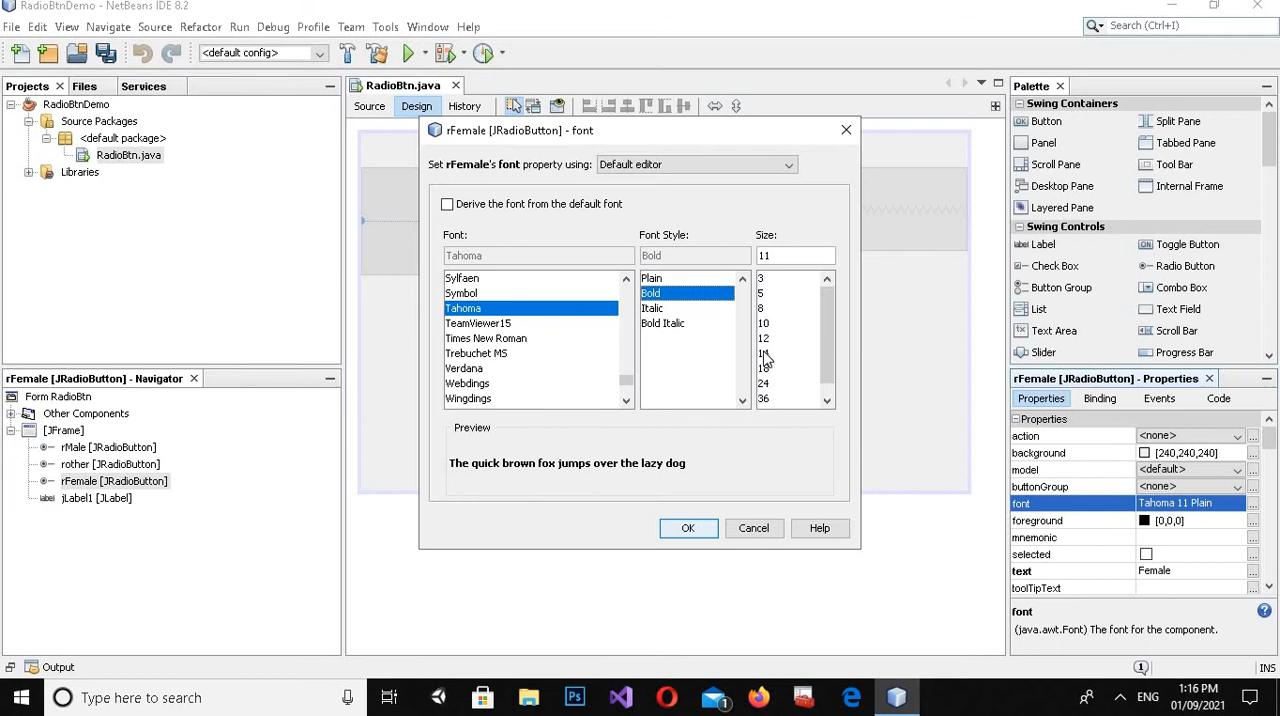 RadioBtnDemo - NetBeans IDE 8.2
File Edit View Navigate Source Refactor Run Debug Profile Team Tools Window Help
Search (Ctrl+I)
<default config>
Projects Files Services
RadioBtn.java
Palette
RadioBtnDemo
Source Packages
<default package>
RadioBtn.java
Libraries
Source Design History
Swing Containers
Button Split Pane
Panel Tabbed Pane
Scroll Pane Tool Bar
Desktop Pane Internal Frame
Layered Pane
Swing Controls
Label Toggle Button
Check Box Radio Button
Button Group Combo Box
List Text Field
Text Area Scroll Bar
Slider Progress Bar
rFemale [JRadioButton] - font
Set rFemale's font property using: Default editor
Derive the font from the default font
Font: Font Style: Size:
Tahoma Bold 11
Sylfaen Plain 3
Symbol Bold 5
Tahoma Italic 8
TeamViewer15 Bold Italic 10
Times New Roman 12
Trebuchet MS
Verdana 18
Webdings 24
Wingdings 36
Preview
The quick brown fox jumps over the lazy dog
OK Cancel Help
rFemale [JRadioButton] - Navigator
Form RadioBtn
Other Components
[JFrame]
rMale [JRadioButton]
rother [JRadioButton]
rFemale [JRadioButton]
jLabel1 [JLabel]
rFemale [JRadioButton] - Properties
Properties Binding Events Code
Properties
action <none> ...
background [240,240,240] ...
model <default> ...
buttonGroup <none> ...
font Tahoma 11 Plain ...
foreground [0,0,0] ...
mnemonic ...
selected ...
text Female ...
toolTipText ...
font
(java.awt.Font) The font for the component.
Output
1
INS
Type here to search
Ps
1
ENG
1:16 PM
01/09/2021